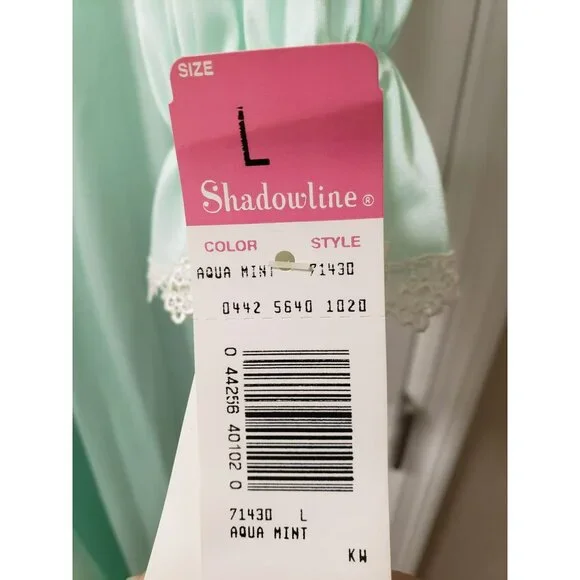 SIZE
L
Shadowline®
COLOR STYLE
AQUA MINT 71430
0442 5640 1020
0 44256 40102 0
71430 L
AQUA MINT
KW